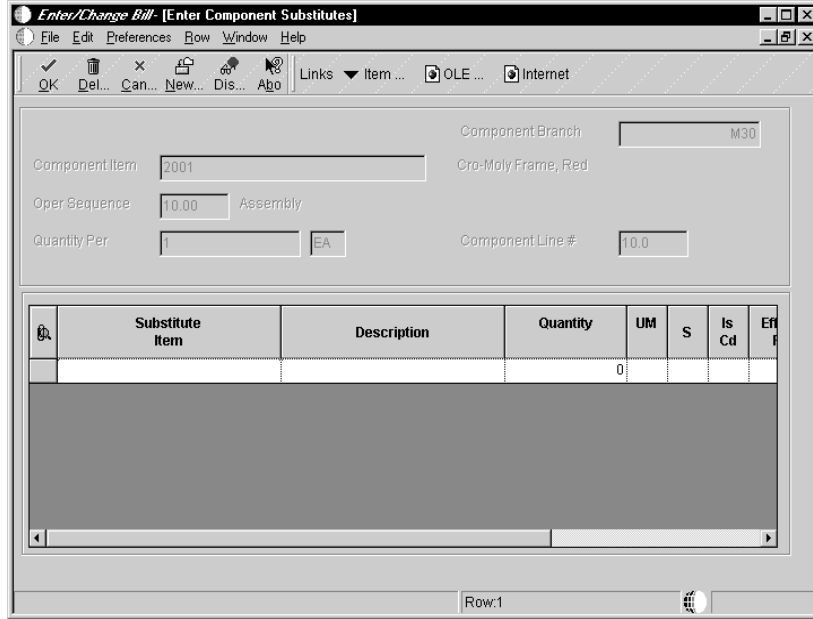 Enter/Change Bill - [Enter Component Substitutes]
File Edit Preferences Row Window Help
OK Del... Can... New... Dis... Abo Links Item ... OLE ... Internet
Component Branch M30
Component Item 2001 Cro-Moly Frame, Red
Oper Sequence 10.00 Assembly
Quantity Per 1 EA Component Line # 10.0
Substitute Item Description Quantity UM S Is Cd Eff
0
Row:1